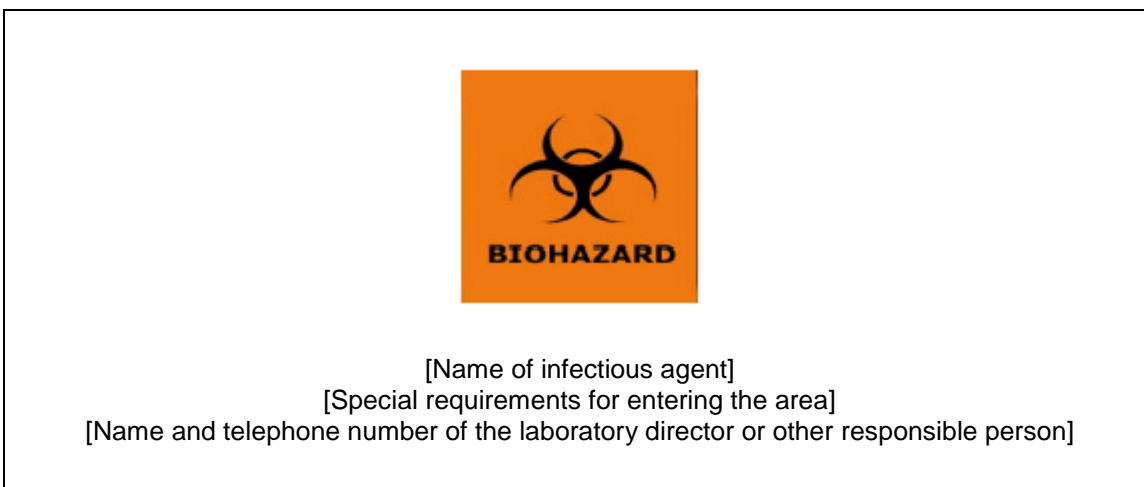 BIOHAZARD
[Name of infectious agent]
[Special requirements for entering the area]
[Name and telephone number of the laboratory director or other responsible person]